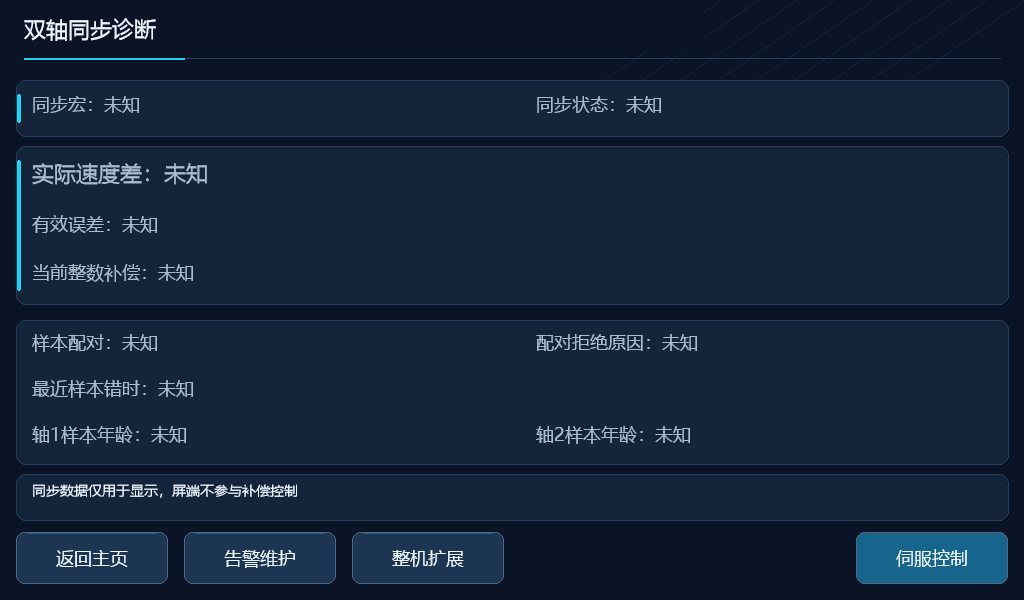 双轴同步诊断
同步宏：未知
同步状态：未知
实际速度差：未知
有效误差：未知
当前整数补偿：未知
样本配对：未知
配对拒绝原因：未知
最近样本错时：未知
轴1样本年龄：未知
轴2样本年龄：未知
同步数据仅用于显示，屏端不参与补偿控制
返回主页
告警维护
整机扩展
伺服控制